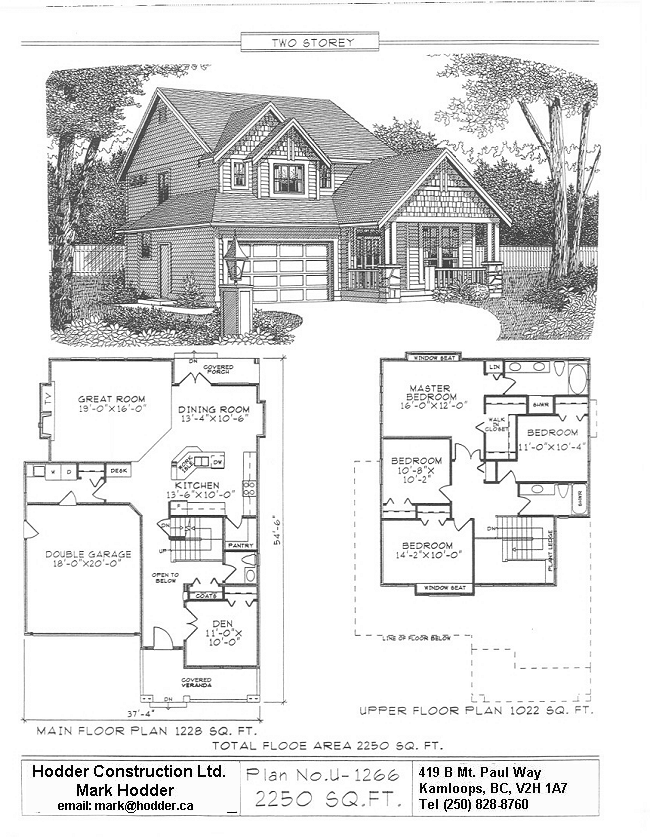 TWO STOREY
DN
COVERED
PORCH
GREAT ROOM
19'-0"X16'-0"
TV
DINING ROOM
13'-4"X10'-6"
W D
DESK
WORK
ISLE
DW
KITCHEN
13'-6"X10'-0"
DN
UP
PANTRY
DOUBLE GARAGE
18'-0"X20'-0"
OPEN TO
BELOW
COATS
DEN
11'-0"X
10'-0"
COVERED
VERANDA
DN
54'-6"
37'-4"
MAIN FLOOR PLAN 1228 SQ. FT.
WINDOW SEAT
LIN
MASTER
BEDROOM
16'-0"X12'-0"
SHWR
WALK
IN
CLOSET
BEDROOM
11'-0"X10'-4"
BEDROOM
10'-8"X
10'-2"
SHWR
DN
PLANT LEDGE
BEDROOM
14'-2"X10'-0"
WINDOW SEAT
LINE OF FLOOR BELOW
UPPER FLOOR PLAN 1022 SQ. FT.
TOTAL FLOOE AREA 2250 SQ. FT.
Hodder Construction Ltd.
Mark Hodder
email: mark@hodder.ca
Plan No.U-1266
2250 SQ.FT.
419 B Mt. Paul Way
Kamloops, BC, V2H 1A7
Tel (250) 828-8760